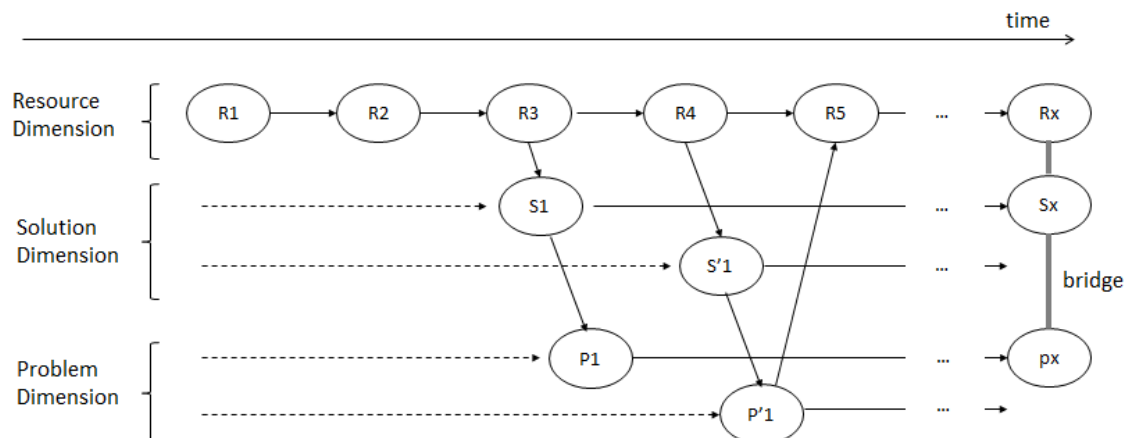 time
Resource
Dimension
R1
R2
R3
R4
R5
...
Rx
Solution
Dimension
S1
...
Sx
S'1
...
bridge
Problem
Dimension
P1
...
px
P'1
...